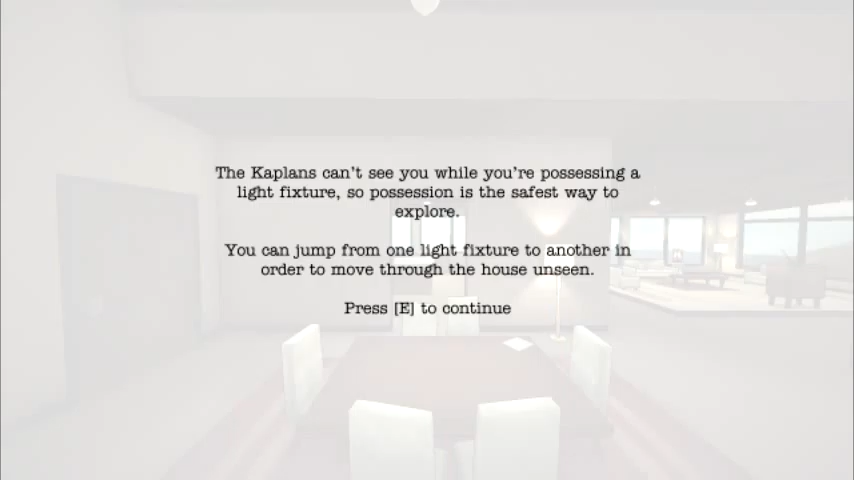 The Kaplans can't see you while you're possessing a
light fixture, so possession is the safest way to
explore.
You can jump from one light fixture to another in
order to move through the house unseen.
Press [E] to continue